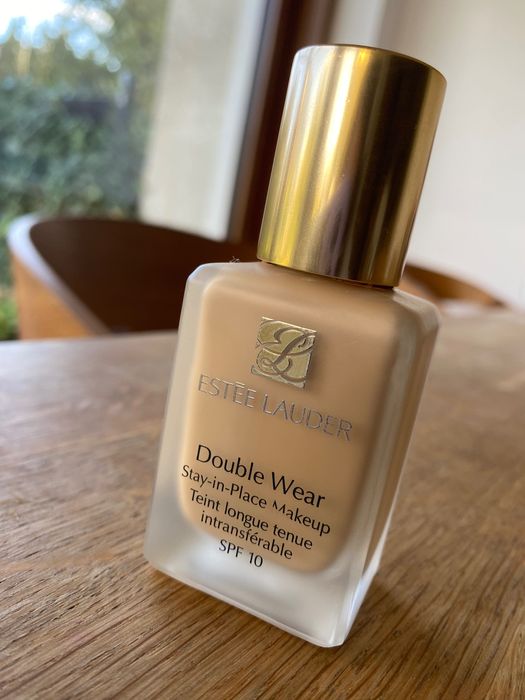 ESTĒE LAUDER
Double Wear
Stay-in-Place Makeup
Teint longue tenue
intransférable
SPF 10